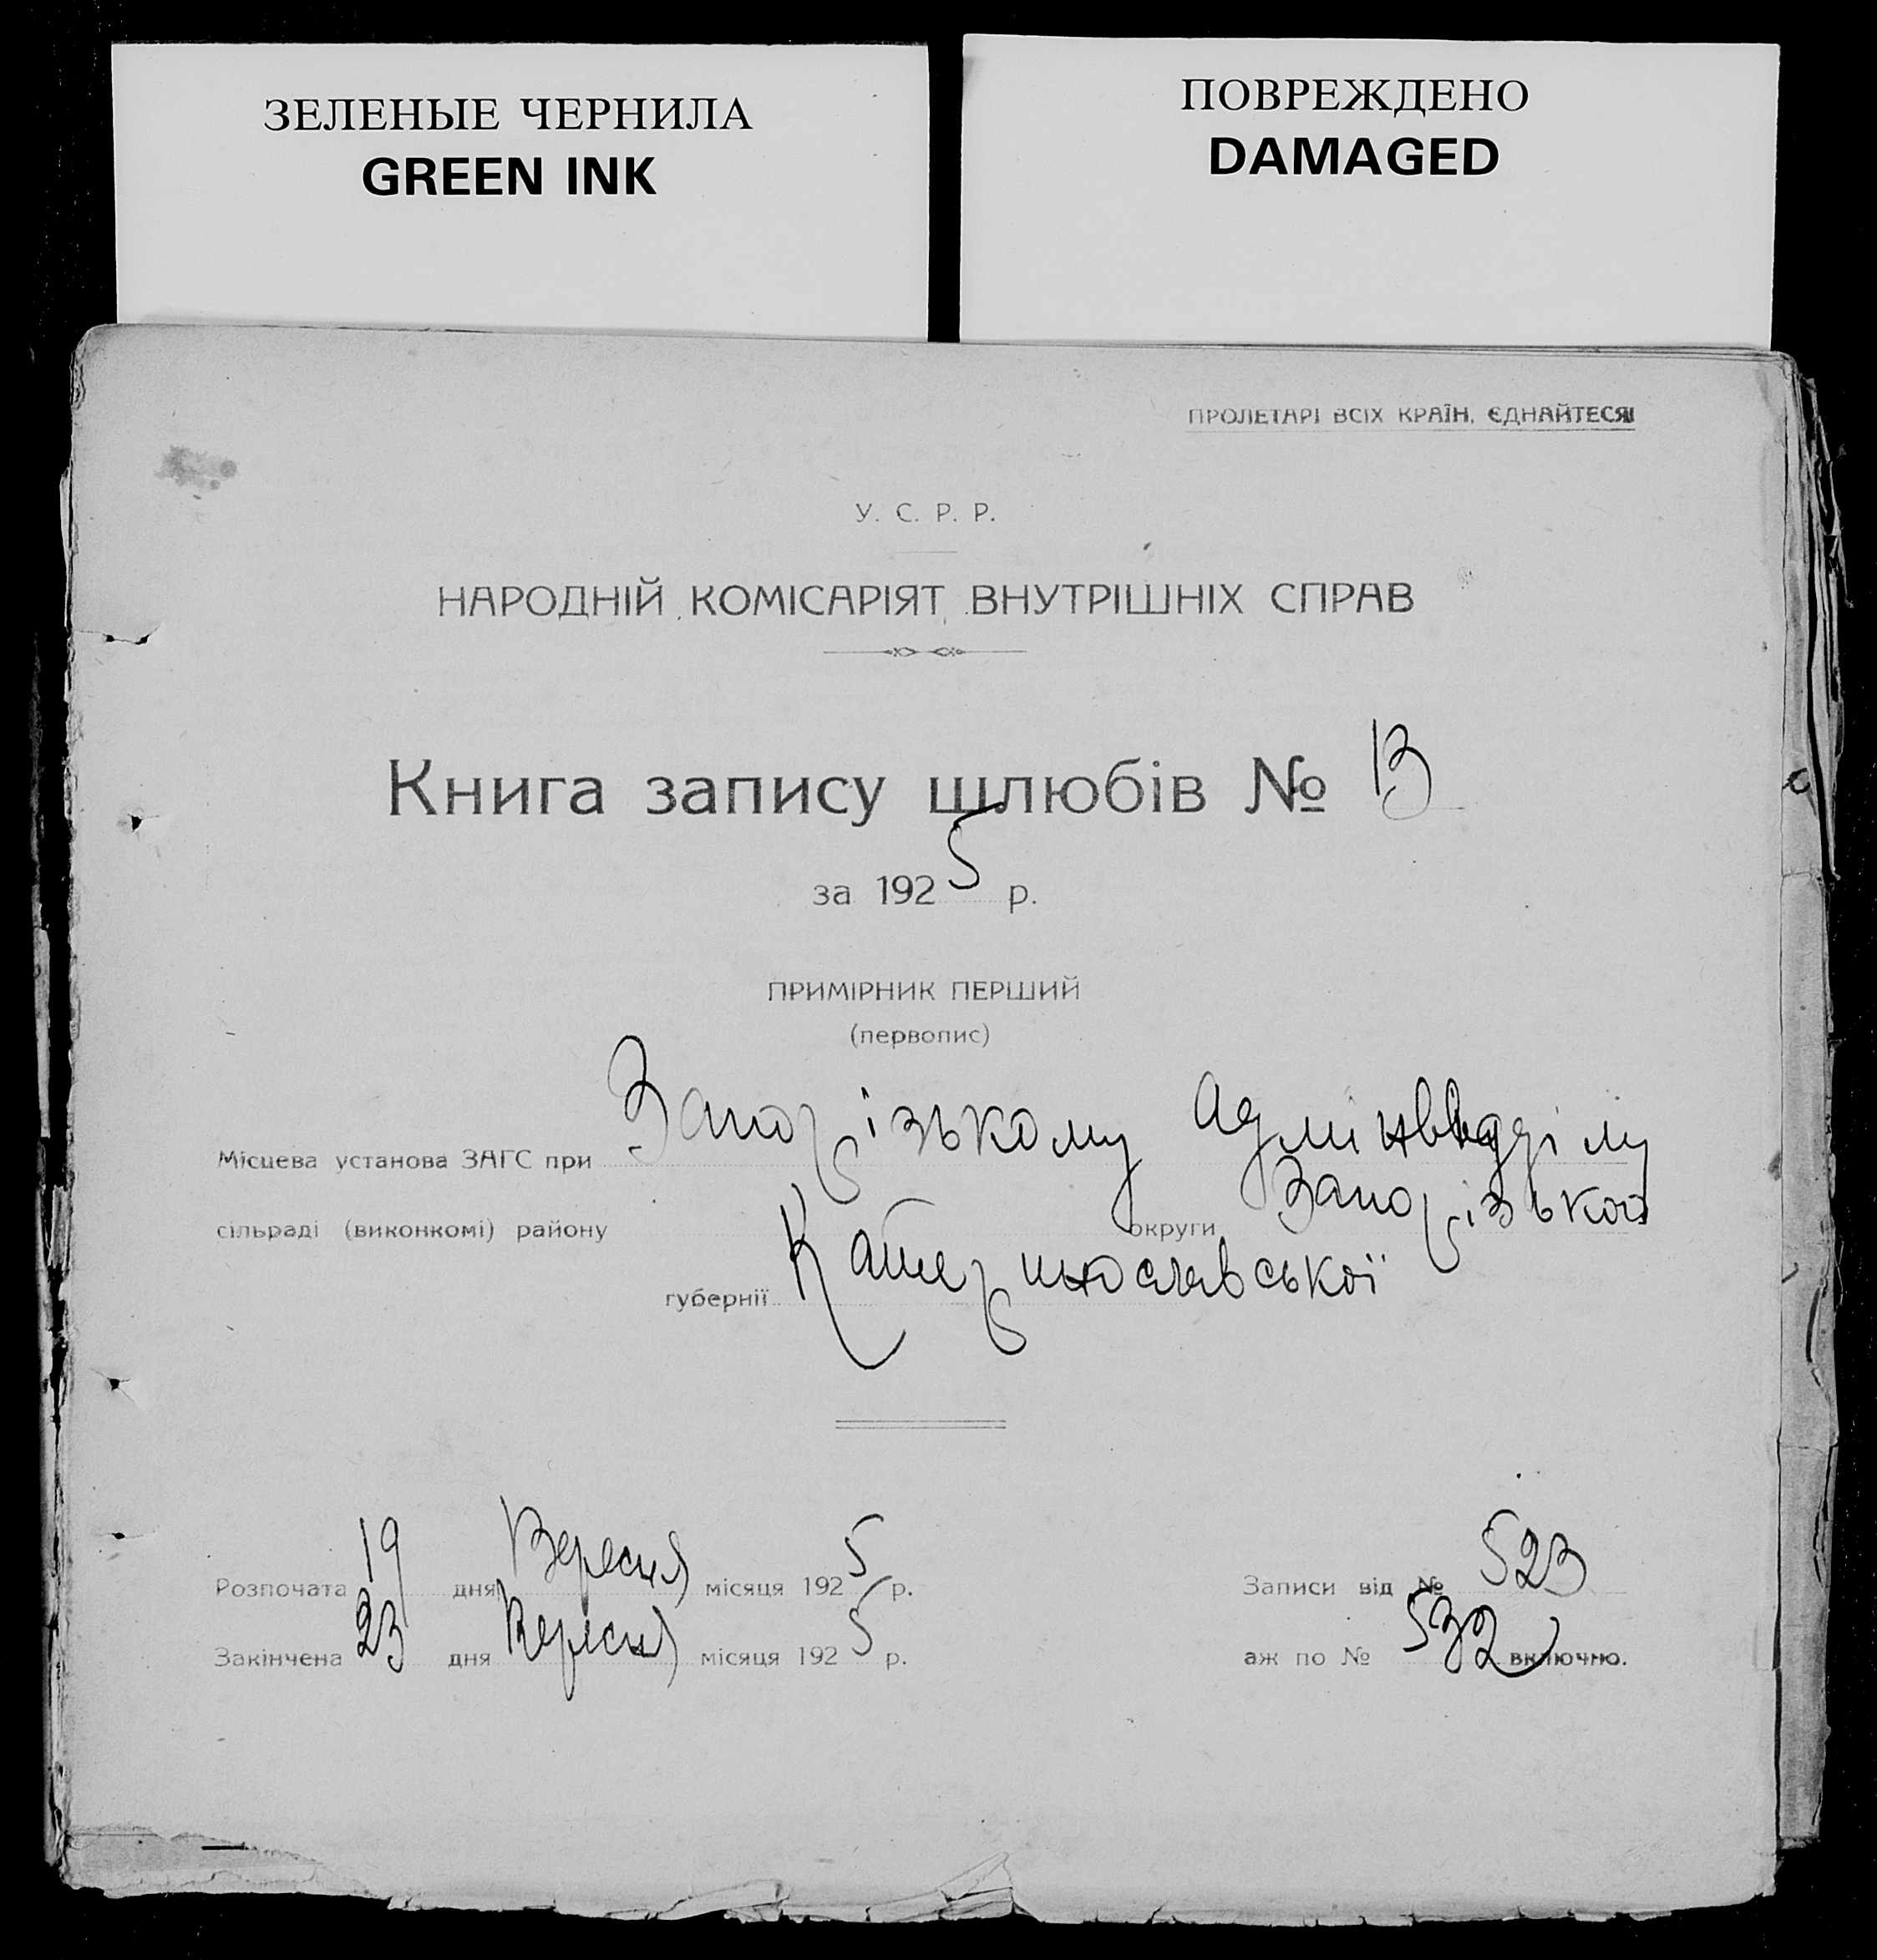 ЗЕЛЕНЫЕ ЧЕРНИЛА
GREEN INK
ПОВРЕЖДЕНО
DAMAGED
ПРОЛЕТАРІ ВСІХ КРАЇН, ЄДНАЙТЕСЯ!
У. С. Р. Р.
НАРОДНІЙ КОМІСАРІЯТ ВНУТРІШНІХ СПРАВ
Книга запису шлюбів № 13
за 1925 р.
ПРИМІРНИК ПЕРШИЙ
(первопис)
Місцева установа ЗАГС при Запорізькому Адмінвідділу
сільраді (виконкомі) району округи Запорізької
губернії Катеринославської
Розпочата 19 дня Вересня місяця 1925 р. Записи від № 523
Закінчена 23 дня Вересня місяця 1925 р. аж по № 532 включно.